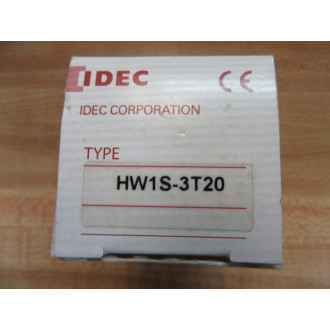 IDEC CE
IDEC CORPORATION
TYPE
HW1S-3T20